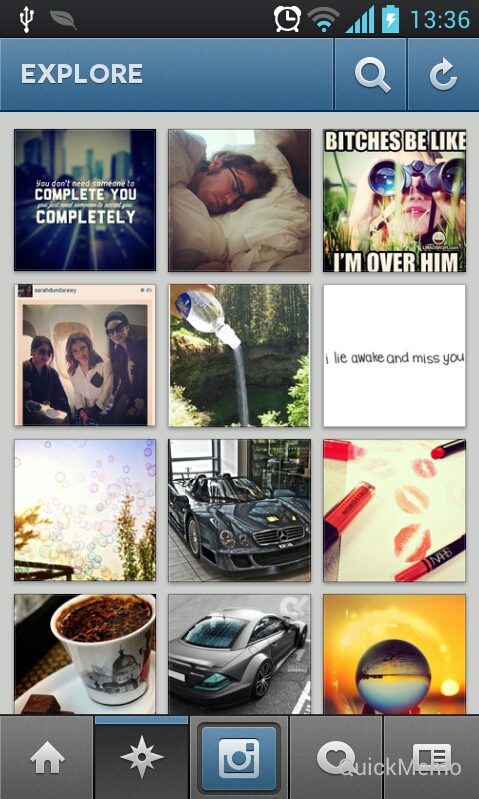 13:36
EXPLORE
You don't need someone to
COMPLETE YOU
you just need someone to accept you
COMPLETELY
BITCHES BE LIKE
I'M OVER HIM
sarahdundarawy
i lie awake and miss you
NARS
QuickMemo